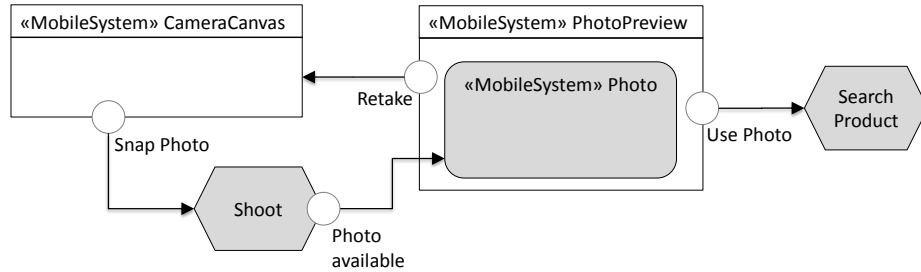 «MobileSystem» CameraCanvas
«MobileSystem» PhotoPreview
«MobileSystem» Photo
Retake
Search
Product
Use Photo
Snap Photo
Shoot
Photo
available